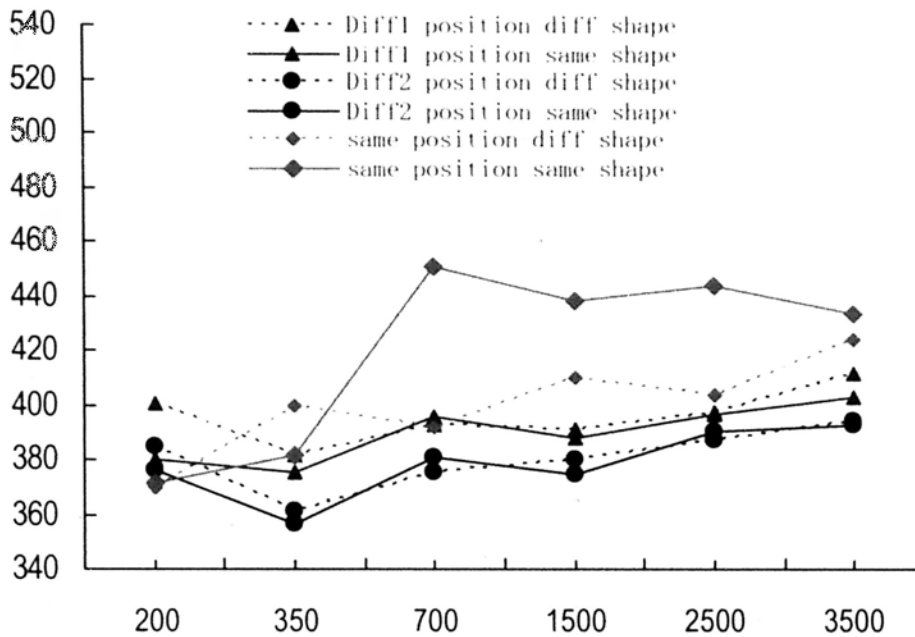 540
520
500
480
460
440
420
400
380
360
340
Diff1 position diff shape
Diff1 position same shape
Diff2 position diff shape
Diff2 position same shape
same position diff shape
same position same shape
200 350 700 1500 2500 3500